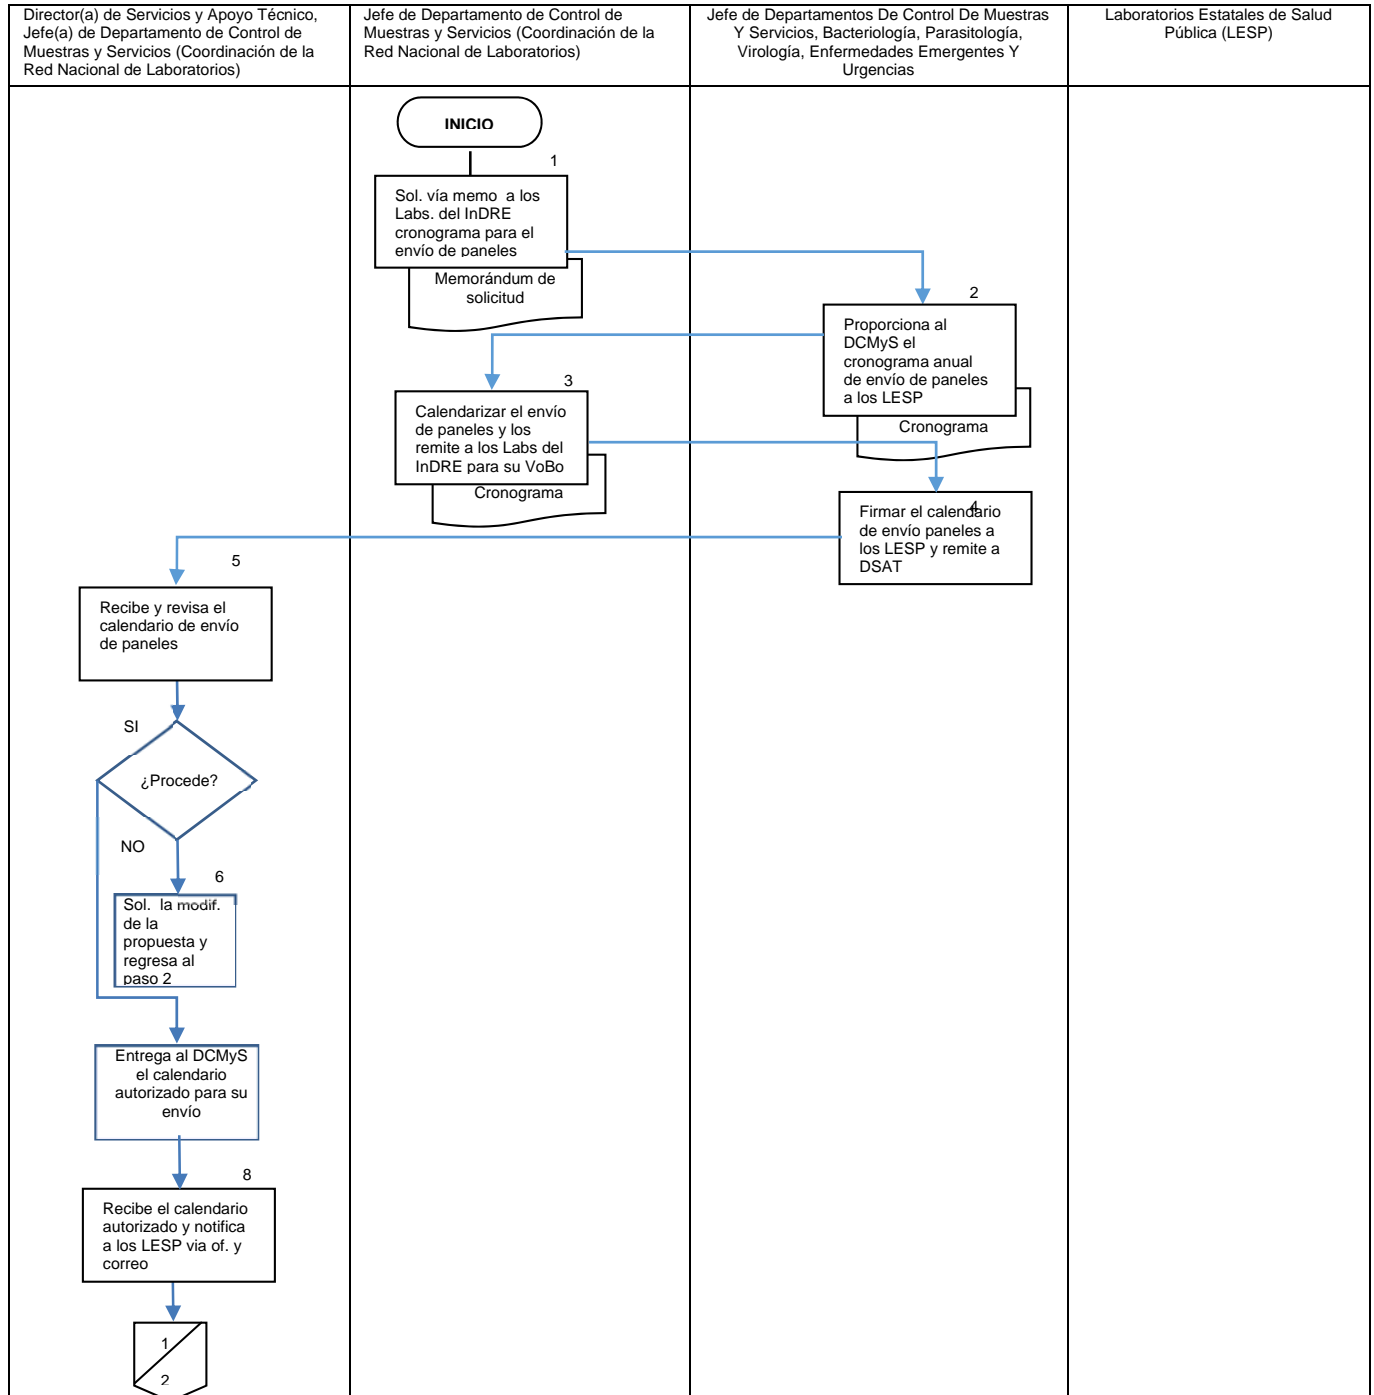 Director(a) de Servicios y Apoyo Técnico,
Jefe(a) de Departamento de Control de
Muestras y Servicios (Coordinación de la
Red Nacional de Laboratorios)
Jefe de Departamento de Control de
Muestras y Servicios (Coordinación de la
Red Nacional de Laboratorios)
Jefe de Departamentos De Control De Muestras
Y Servicios, Bacteriología, Parasitología,
Virología, Enfermedades Emergentes Y
Urgencias
Laboratorios Estatales de Salud
Pública (LESP)
INICIO
1
Sol. vía memo a los
Labs. del InDRE
cronograma para el
envío de paneles
Memorándum de
solicitud
2
Proporciona al
DCMyS el
cronograma anual
de envío de paneles
a los LESP
Cronograma
3
Calendarizar el envío
de paneles y los
remite a los Labs del
InDRE para su VoBo
Cronograma
4
Firmar el calendario
de envío paneles a
los LESP y remite a
DSAT
5
Recibe y revisa el
calendario de envío
de paneles
SI
¿Procede?
NO
6
Sol. la modif.
de la
propuesta y
regresa al
paso 2
Entrega al DCMyS
el calendario
autorizado para su
envío
8
Recibe el calendario
autorizado y notifica
a los LESP via of. y
correo
1
2